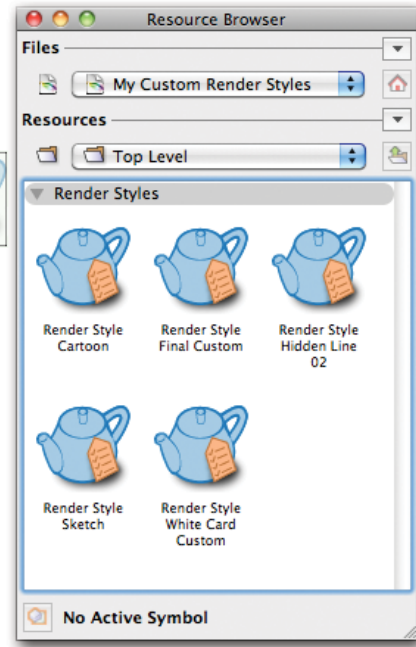 Resource Browser
Files
My Custom Render Styles
Resources
Top Level
Render Styles
Render Style
Cartoon
Render Style
Final Custom
Render Style
Hidden Line
02
Render Style
Sketch
Render Style
White Card
Custom
No Active Symbol